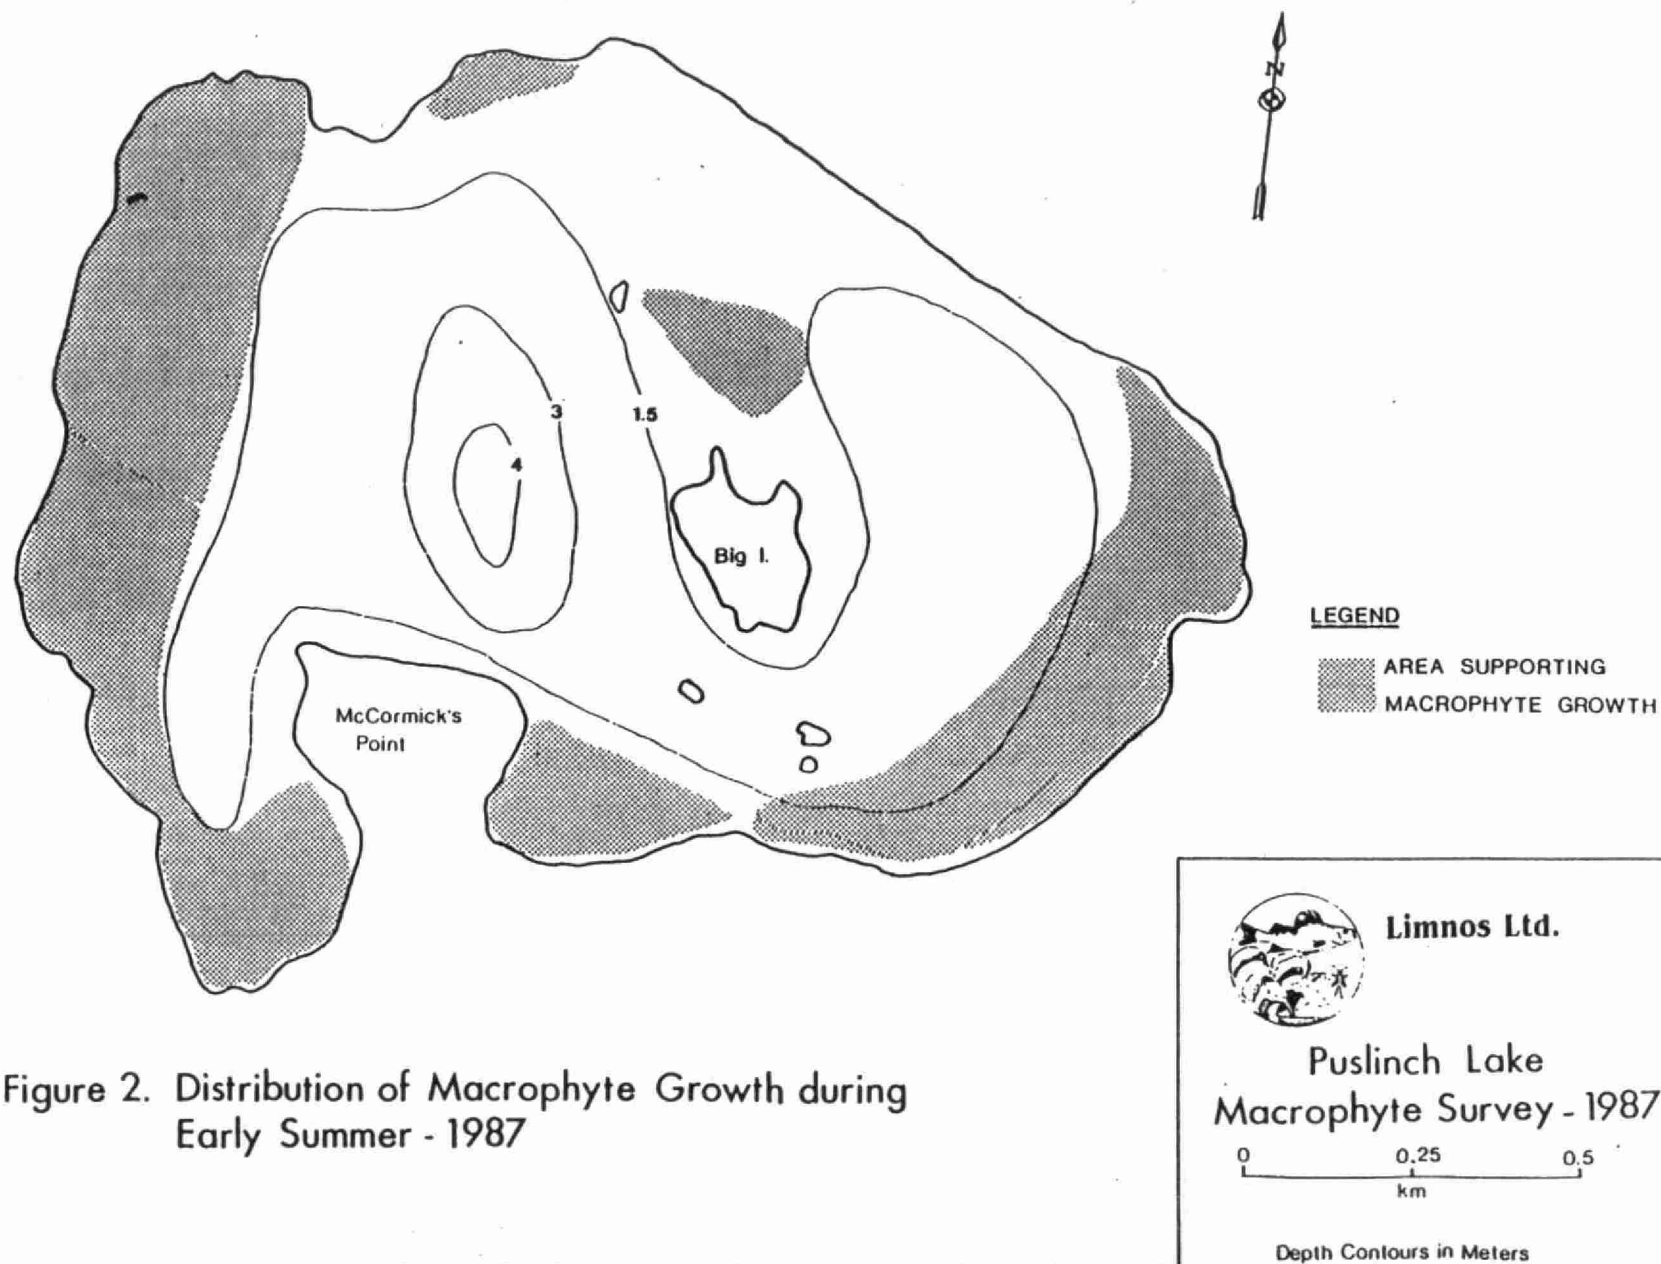 N
3
1.5
4
Big I.
McCormick's
Point
LEGEND
AREA SUPPORTING
MACROPHYTE GROWTH
Limnos Ltd.
Puslinch Lake
Macrophyte Survey - 1987
0 0.25 0.5
km
Depth Contours in Meters
Figure 2. Distribution of Macrophyte Growth during
Early Summer - 1987